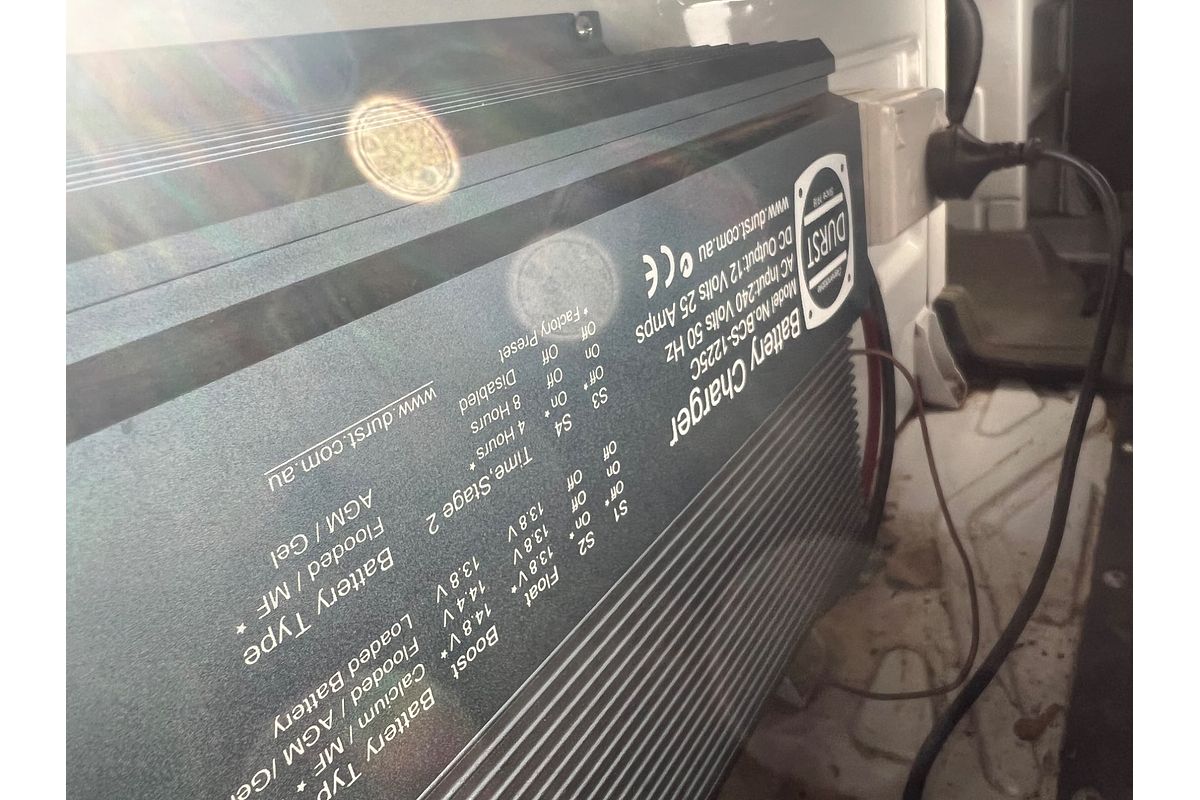 DURST
Since
Battery Charger
Model No.BCS-1225C
AC Input:240 Volts 50 Hz
DC Output:12 Volts 25 Amps
www.durst.com.au
CE
S1 S2 Float Boost Battery Typ
Off* On* 13.8 V* 14.8 V* Calcium / MF *
On Off 13.8 V 14.4 V Flooded / AGM / Gel
Off Off 13.8 V 13.8 V Loaded Battery
S3 S4 Time,Stage 2 Battery Type
Off* On* 4 Hours* Flooded / MF *
On Off 8 Hours AGM / Gel
Off Off Disabled
* Factory Preset www.durst.com.au